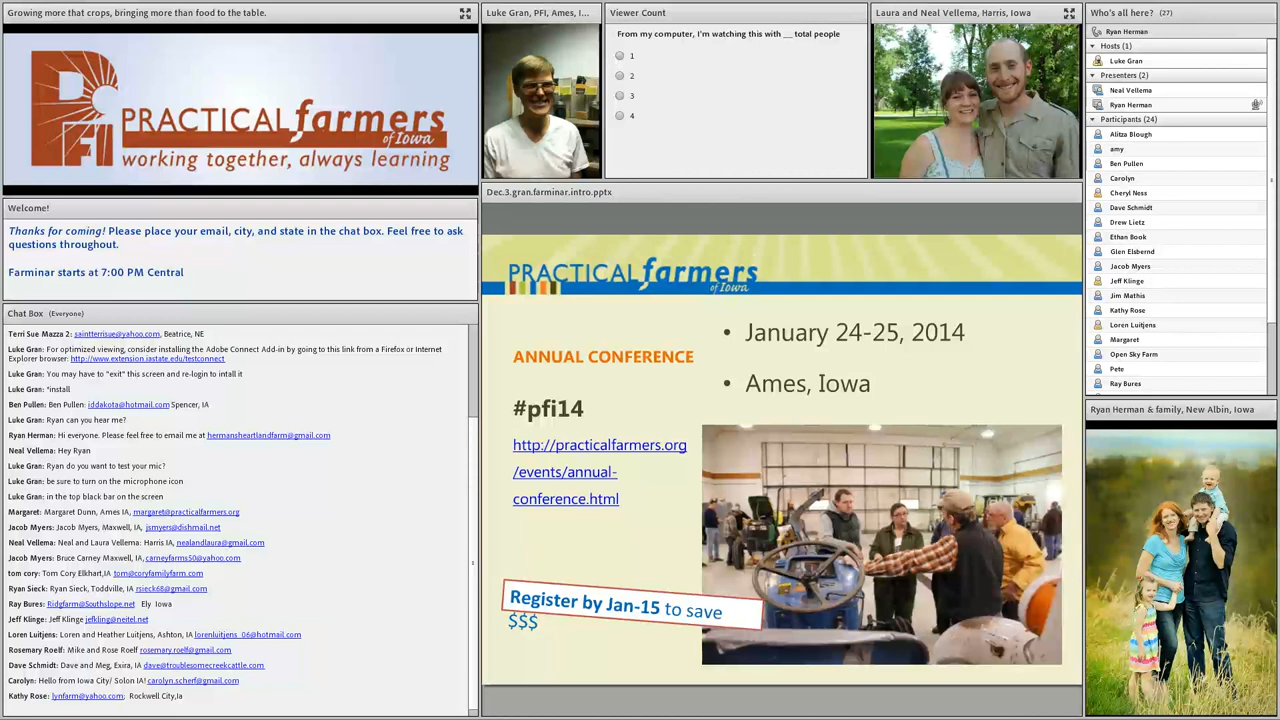 Growing more that crops, bringing more than food to the table.
PFI
PRACTICAL farmers
of Iowa
working together, always learning
Welcome!
Thanks for coming! Please place your email, city, and state in the chat box. Feel free to ask
questions throughout.
Farminar starts at 7:00 PM Central
Chat Box (Everyone)
Terri Sue Mazza 2: saintterrisue@yahoo.com, Beatrice, NE
Luke Gran: For optimized viewing, consider installing the Adobe Connect Add-in by going to this link from a Firefox or Internet
Explorer browser: http://www.extension.iastate.edu/testconnect
Luke Gran: You may have to "exit" this screen and re-login to intall it
Luke Gran: *install
Ben Pullen: Ben Pullen: iddakota@hotmail.com Spencer, IA
Luke Gran: Ryan can you hear me?
Ryan Herman: Hi everyone. Please feel free to email me at hermansheartlandfarm@gmail.com
Neal Vellema: Hey Ryan
Luke Gran: Ryan do you want to test your mic?
Luke Gran: be sure to turn on the microphone icon
Luke Gran: in the top black bar on the screen
Margaret: Margaret Dunn, Ames IA, margaret@practicalfarmers.org
Jacob Myers: Jacob Myers, Maxwell, IA, jsmyers@dishmail.net
Neal Vellema: Neal and Laura Vellema: Harris IA, nealandlaura@gmail.com
Jacob Myers: Bruce Carney Maxwell, IA, carneyfarms50@yahoo.com
tom cory: Tom Cory Elkhart,IA tom@coryfamilyfarm.com
Ryan Sieck: Ryan Sieck, Toddville, IA rsieck68@gmail.com
Ray Bures: Ridgfarm@Southslope.net Ely Iowa
Jeff Klinge: Jeff Klinge jefkling@neitel.net
Loren Luitjens: Loren and Heather Luitjens, Ashton, IA lorenluitjens_06@hotmail.com
Rosemary Roelf: Mike and Rose Roelf rosemary.roelf@gmail.com
Dave Schmidt: Dave and Meg, Exira, IA dave@troublesomecreekcattle.com
Carolyn: Hello from Iowa City/ Solon IA! carolyn.scherf@gmail.com
Kathy Rose: lynfarm@yahoo.com; Rockwell City,Ia
Luke Gran, PFI, Ames, I...
Viewer Count
From my computer, I'm watching this with __ total people
1
2
3
4
Laura and Neal Vellema, Harris, Iowa
Dec.3.gran.farminar.intro.pptx
PRACTICAL farmers
of Iowa
• January 24-25, 2014
ANNUAL CONFERENCE
• Ames, Iowa
#pfi14
http://practicalfarmers.org
/events/annual-
conference.html
Register by Jan-15 to save
$$$
Who's all here? (27)
Ryan Herman
Hosts (1)
Luke Gran
Presenters (2)
Neal Vellema
Ryan Herman
Participants (24)
Alitza Blough
amy
Ben Pullen
Carolyn
Cheryl Ness
Dave Schmidt
Drew Lietz
Ethan Book
Glen Elsbernd
Jacob Myers
Jeff Klinge
Jim Mathis
Kathy Rose
Loren Luitjens
Margaret
Open Sky Farm
Pete
Ray Bures
Ryan Herman & family, New Albin, Iowa